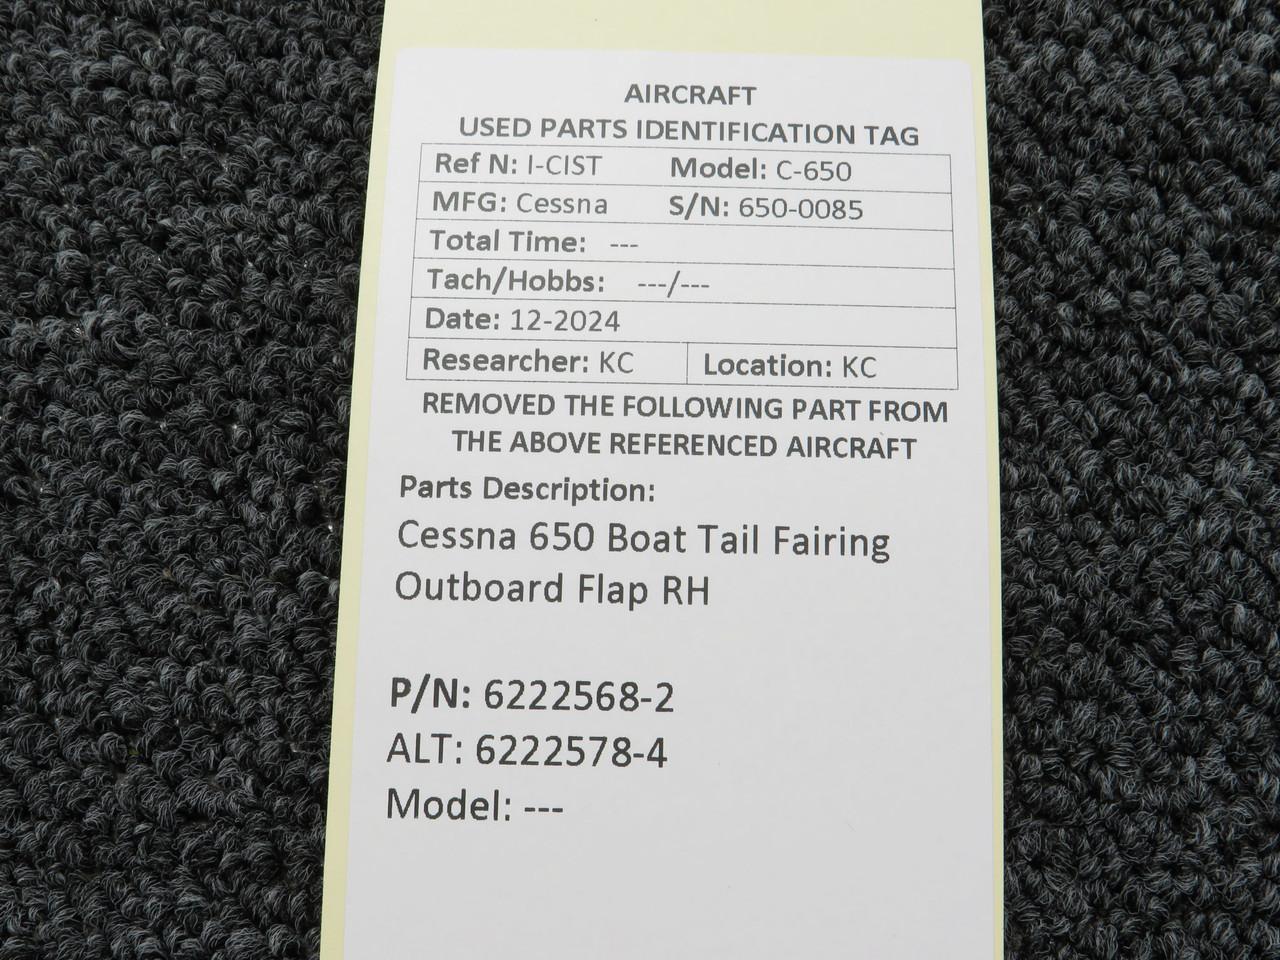 AIRCRAFT
USED PARTS IDENTIFICATION TAG
Ref N: I-CIST Model: C-650
MFG: Cessna S/N: 650-0085
Total Time: ---
Tach/Hobbs: ---/---
Date: 12-2024
Researcher: KC Location: KC
REMOVED THE FOLLOWING PART FROM
THE ABOVE REFERENCED AIRCRAFT
Parts Description:
Cessna 650 Boat Tail Fairing
Outboard Flap RH
P/N: 6222568-2
ALT: 6222578-4
Model: ---